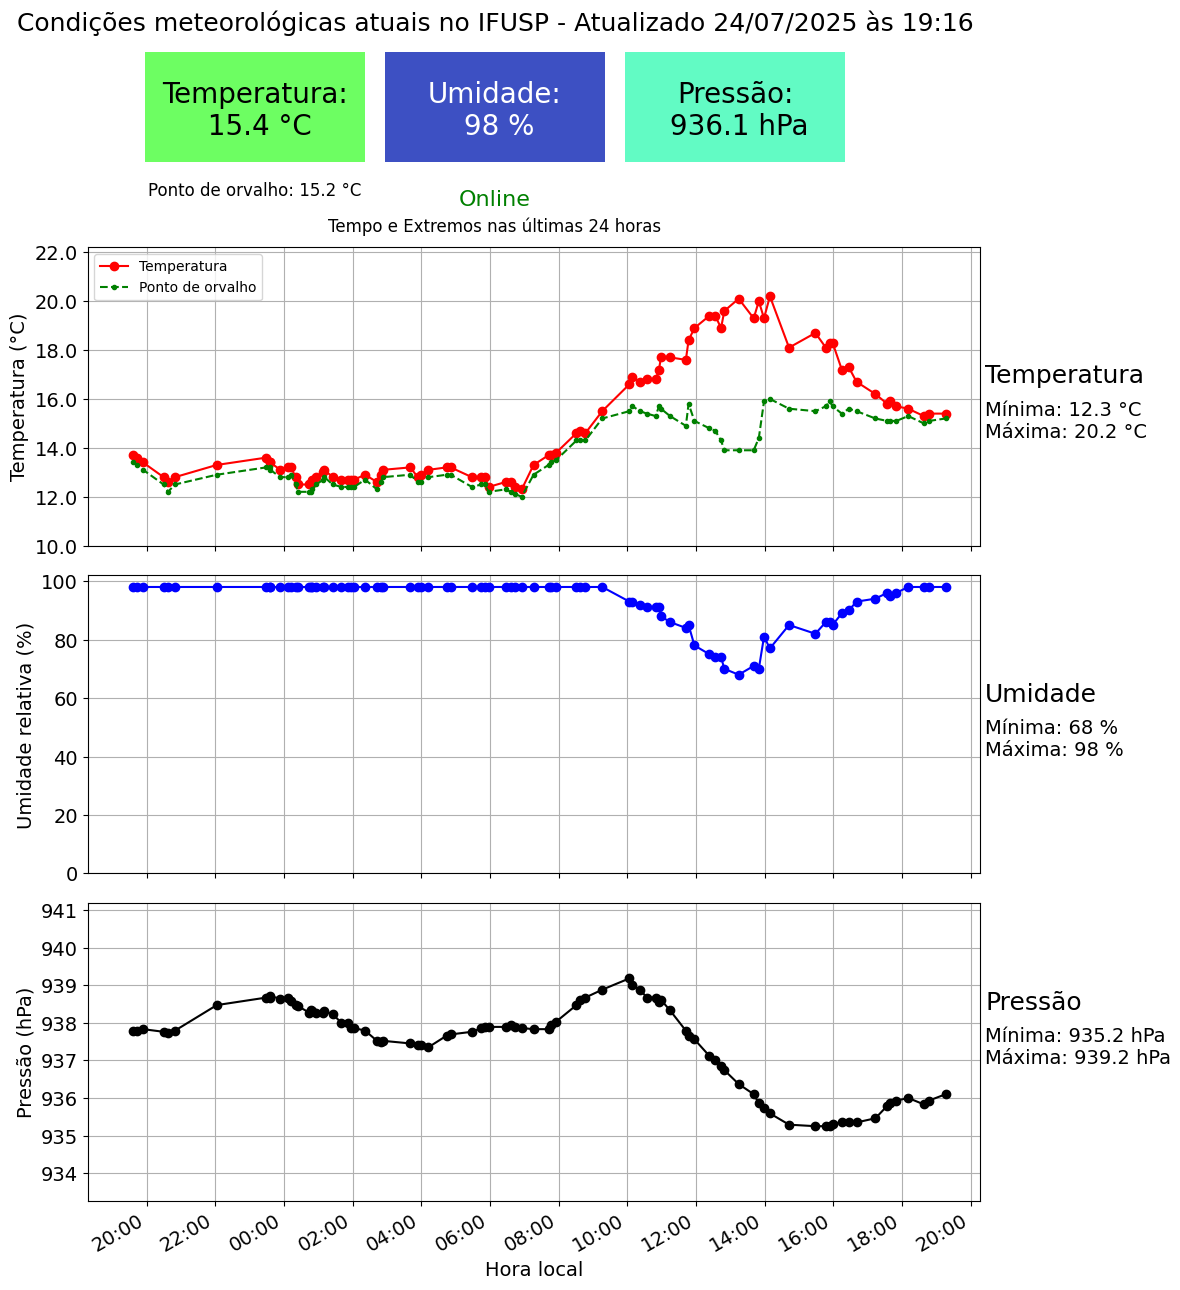 Condições meteorológicas atuais no IFUSP - Atualizado 24/07/2025 às 19:16
Temperatura:
15.4 °C
Umidade:
98 %
Pressão:
936.1 hPa
Ponto de orvalho: 15.2 °C
Online
Tempo e Extremos nas últimas 24 horas
Temperatura (°C)
22.0
20.0
18.0
16.0
14.0
12.0
10.0
Temperatura
Ponto de orvalho
Temperatura
Mínima: 12.3 °C
Máxima: 20.2 °C
Umidade relativa (%)
100
80
60
40
20
0
Umidade
Mínima: 68 %
Máxima: 98 %
Pressão (hPa)
941
940
939
938
937
936
935
934
Pressão
Mínima: 935.2 hPa
Máxima: 939.2 hPa
20:00 22:00 00:00 02:00 04:00 06:00 08:00 10:00 12:00 14:00 16:00 18:00 20:00
Hora local